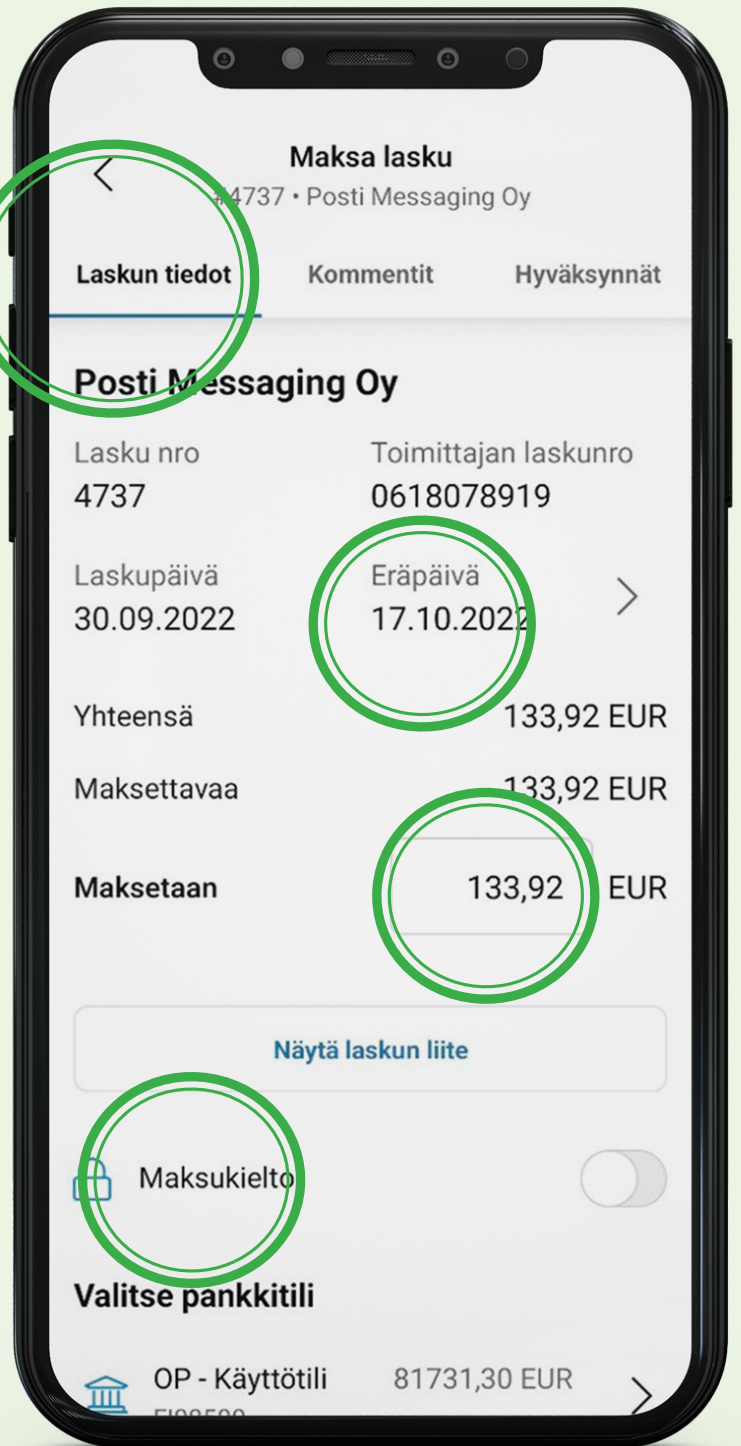 Maksa lasku
#4737 • Posti Messaging Oy
Laskun tiedot Kommentit Hyväksynnät
Posti Messaging Oy
Lasku nro Toimittajan laskunro
4737 0618078919
Laskupäivä Eräpäivä
30.09.2022 17.10.2022
Yhteensä 133,92 EUR
Maksettavaa 133,92 EUR
Maksetaan 133,92 EUR
Näytä laskun liite
Maksukielto
Valitse pankkitili
OP - Käyttötili 81731,30 EUR